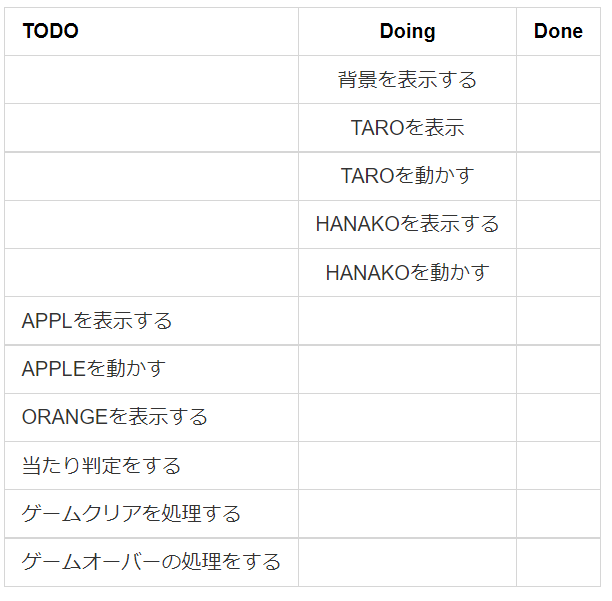 TODO Doing Done
背景を表示する
TAROを表示
TAROを動かす
HANAKOを表示する
HANAKOを動かす
APPLを表示する
APPLEを動かす
ORANGEを表示する
当たり判定をする
ゲームクリアを処理する
ゲームオーバーの処理をする